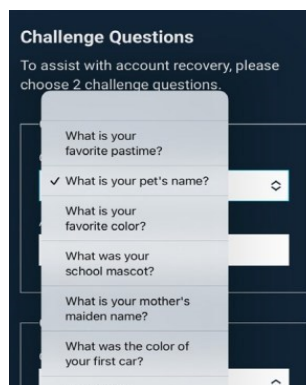 Challenge Questions
To assist with account recovery, please
choose 2 challenge questions.
What is your
favorite pastime?
✓ What is your pet's name?
What is your
favorite color?
What was your
school mascot?
What is your mother's
maiden name?
What was the color of
your first car?